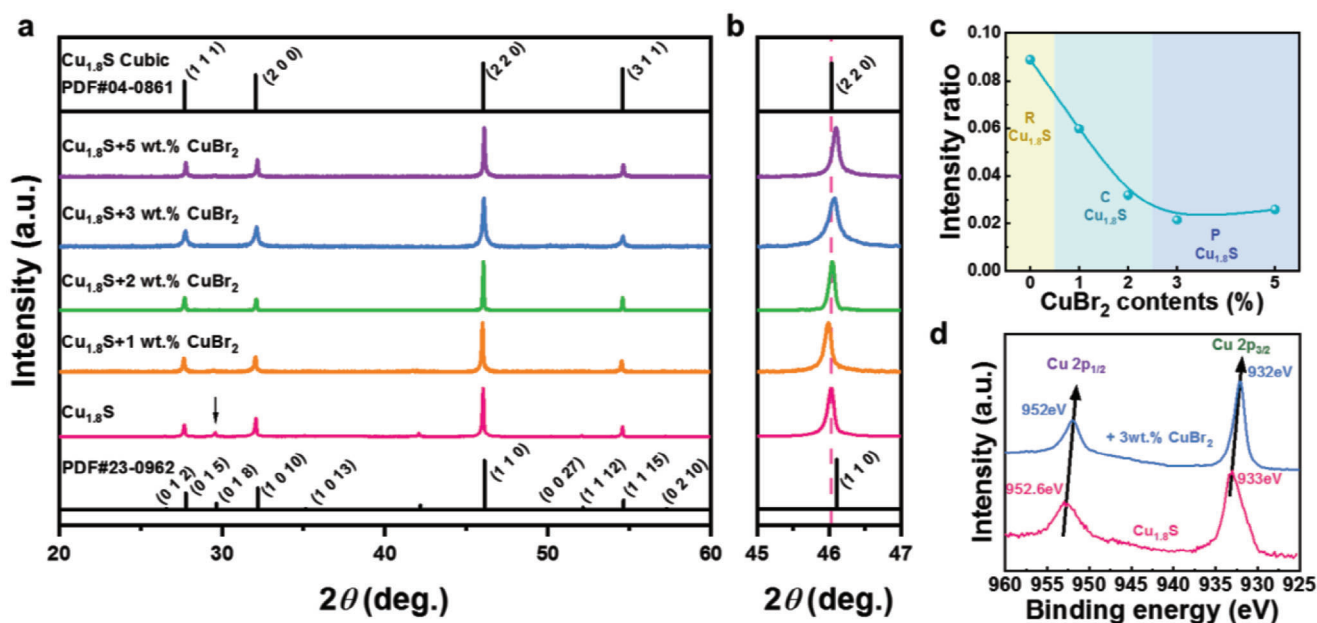 a
Intensity (a.u.)
Cu1.8S Cubic
PDF#04-0861
(1 1 1)
(2 0 0)
(2 2 0)
(3 1 1)
Cu1.8S+5 wt.% CuBr2
Cu1.8S+3 wt.% CuBr2
Cu1.8S+2 wt.% CuBr2
Cu1.8S+1 wt.% CuBr2
Cu1.8S
PDF#23-0962
(0 1 2)
(0 1 5)
(0 1 8)
(1 0 10)
(1 0 13)
(1 1 0)
(0 0 27)
(1 1 12)
(1 1 15)
(0 2 10)
20 30 40 50 60
2θ (deg.)
b
(2 2 0)
(1 1 0)
45 46 47
2θ (deg.)
c
Intensity ratio
0.10
0.08
0.06
0.04
0.02
0.00
R
Cu1.8S
C
Cu1.8S
P
Cu1.8S
0 1 2 3 5
CuBr2 contents (%)
d
Intensity (a.u.)
Cu 2p1/2
Cu 2p3/2
952eV
932eV
+ 3wt.% CuBr2
952.6eV
933eV
Cu1.8S
960 955 950 945 940 935 930 925
Binding energy (eV)